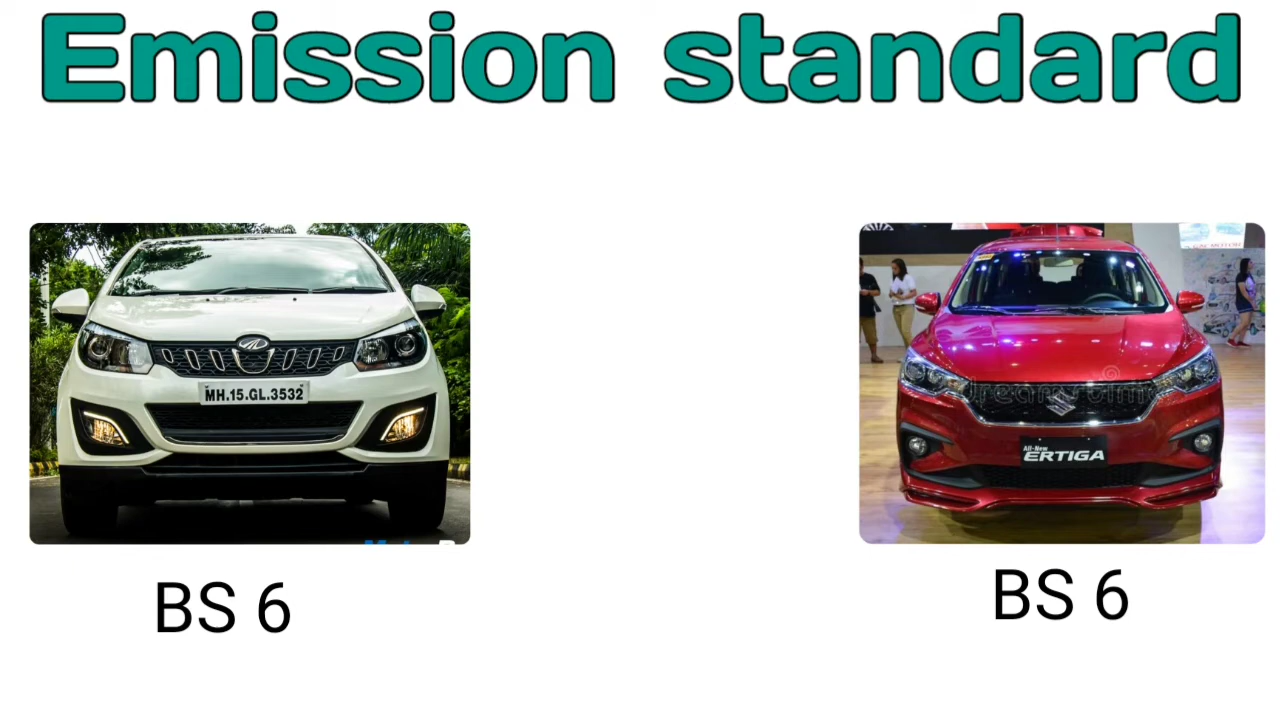 Emission standard
MH.15.GL.3532
All-New
ERTIGA
BS 6
BS 6